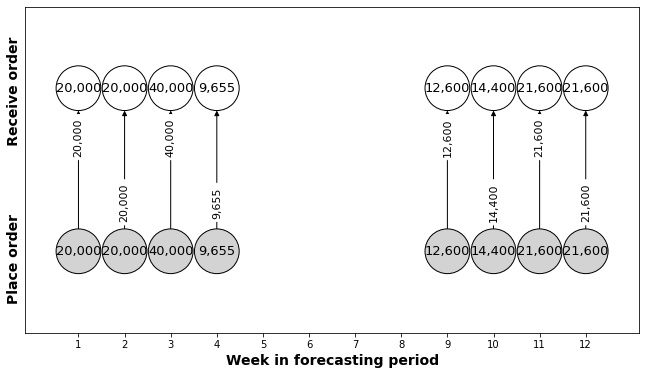 Receive order
20,000 20,000 40,000 9,655 12,600 14,400 21,600 21,600
20,000 40,000 12,600 21,600
20,000 9,655 14,400 21,600
Place order
20,000 20,000 40,000 9,655 12,600 14,400 21,600 21,600
1 2 3 4 5 6 7 8 9 10 11 12
Week in forecasting period